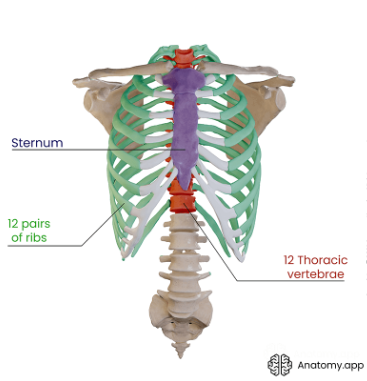 Sternum
12 pairs
of ribs
12 Thoracic
vertebrae
Anatomy.app